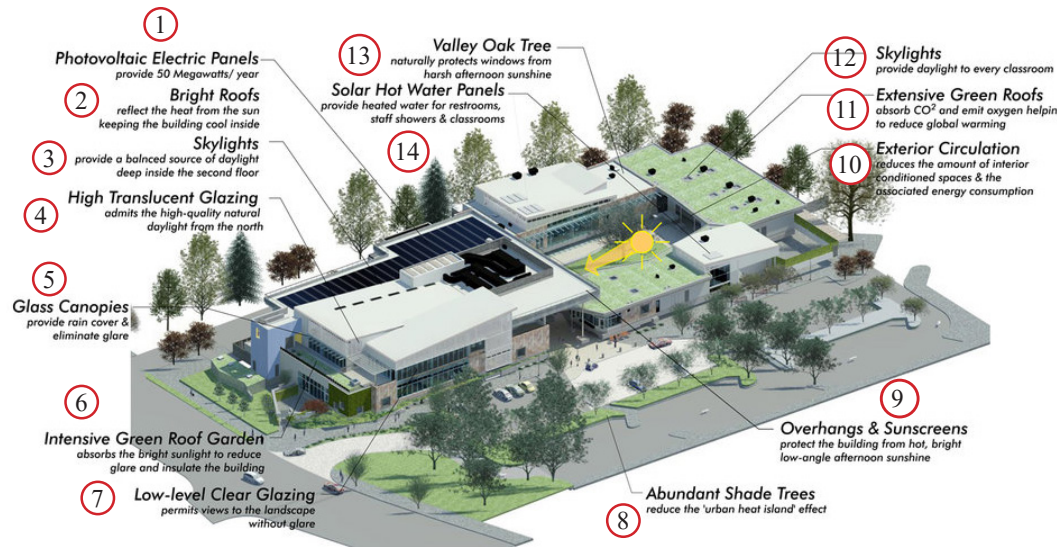 1
Photovoltaic Electric Panels
provide 50 Megawatts/ year
2
Bright Roofs
reflect the heat from the sun
keeping the building cool inside
3
Skylights
provide a balnced source of daylight
deep inside the second floor
4
High Translucent Glazing
admits the high-quality natural
daylight from the north
5
Glass Canopies
provide rain cover &
eliminate glare
6
Intensive Green Roof Garden
absorbs the bright sunlight to reduce
glare and insulate the building
7
Low-level Clear Glazing
permits views to the landscape
without glare
8
Abundant Shade Trees
reduce the 'urban heat island' effect
9
Overhangs & Sunscreens
protect the building from hot, bright
low-angle afternoon sunshine
10
Exterior Circulation
reduces the amount of interior
conditioned spaces & the
associated energy consumption
11
Extensive Green Roofs
absorb CO² and emit oxygen helpin
to reduce global warming
12
Skylights
provide daylight to every classroom
13
Valley Oak Tree
naturally protects windows from
harsh afternoon sunshine
Solar Hot Water Panels
provide heated water for restrooms,
staff showers & classrooms
14